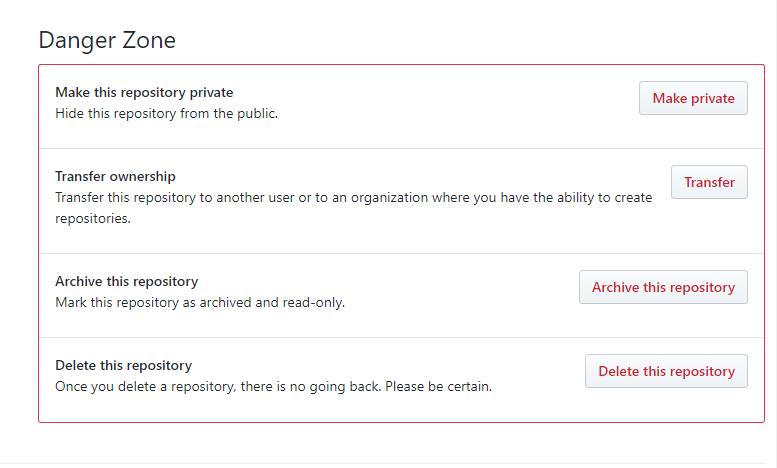 Danger Zone
Make this repository private
Hide this repository from the public.
Make private
Transfer ownership
Transfer this repository to another user or to an organization where you have the ability to create
repositories.
Transfer
Archive this repository
Mark this repository as archived and read-only.
Archive this repository
Delete this repository
Once you delete a repository, there is no going back. Please be certain.
Delete this repository